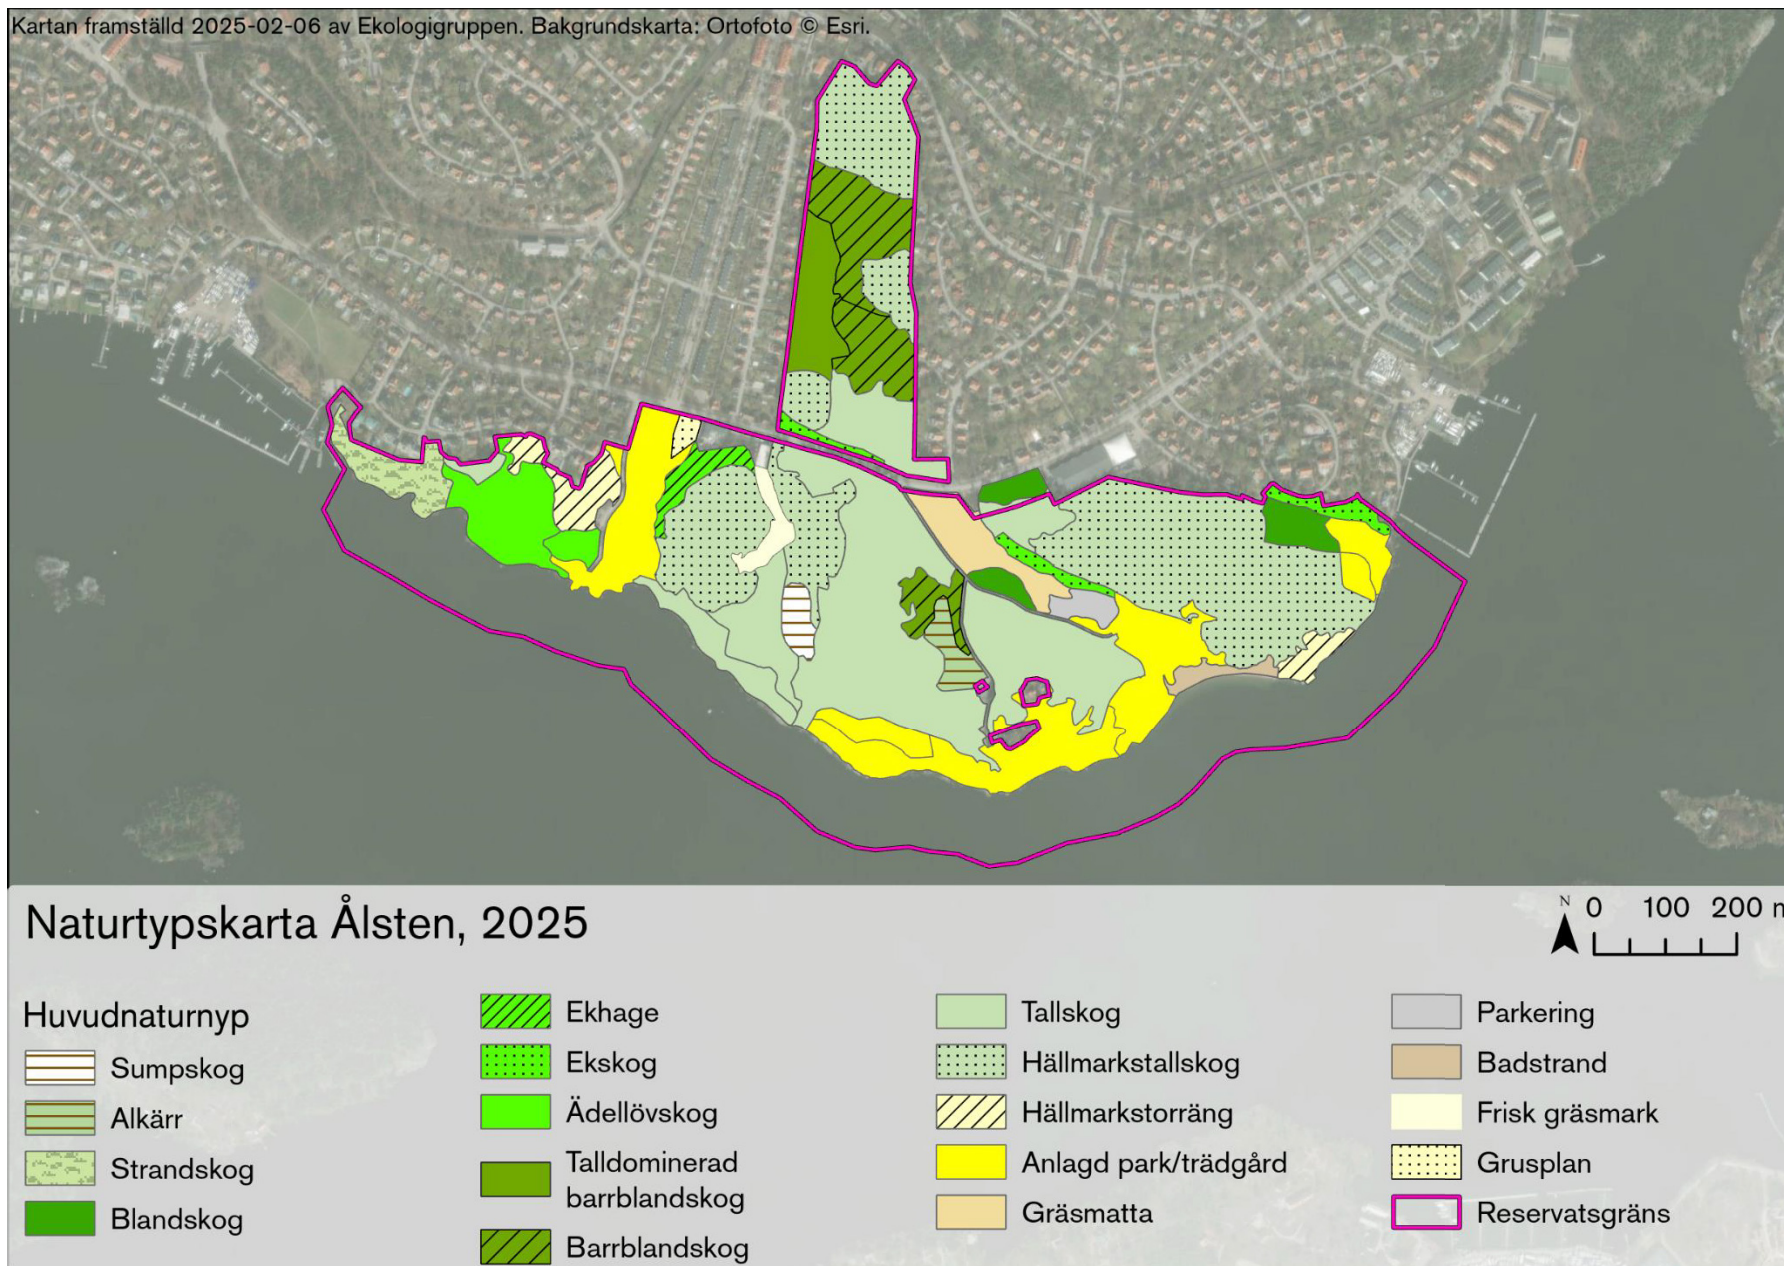 Kartan framställd 2025-02-06 av Ekologigruppen. Bakgrundskarta: Ortofoto © Esri.
Naturtypskarta Ålsten, 2025
N 0 100 200 m
Huvudnaturnyp
Sumpskog
Alkärr
Strandskog
Blandskog
Ekhage
Ekskog
Ädellövskog
Talldominerad
barrblandskog
Barrblandskog
Tallskog
Hällmarkstallskog
Hällmarkstorräng
Anlagd park/trädgård
Gräsmatta
Parkering
Badstrand
Frisk gräsmark
Grusplan
Reservatsgräns